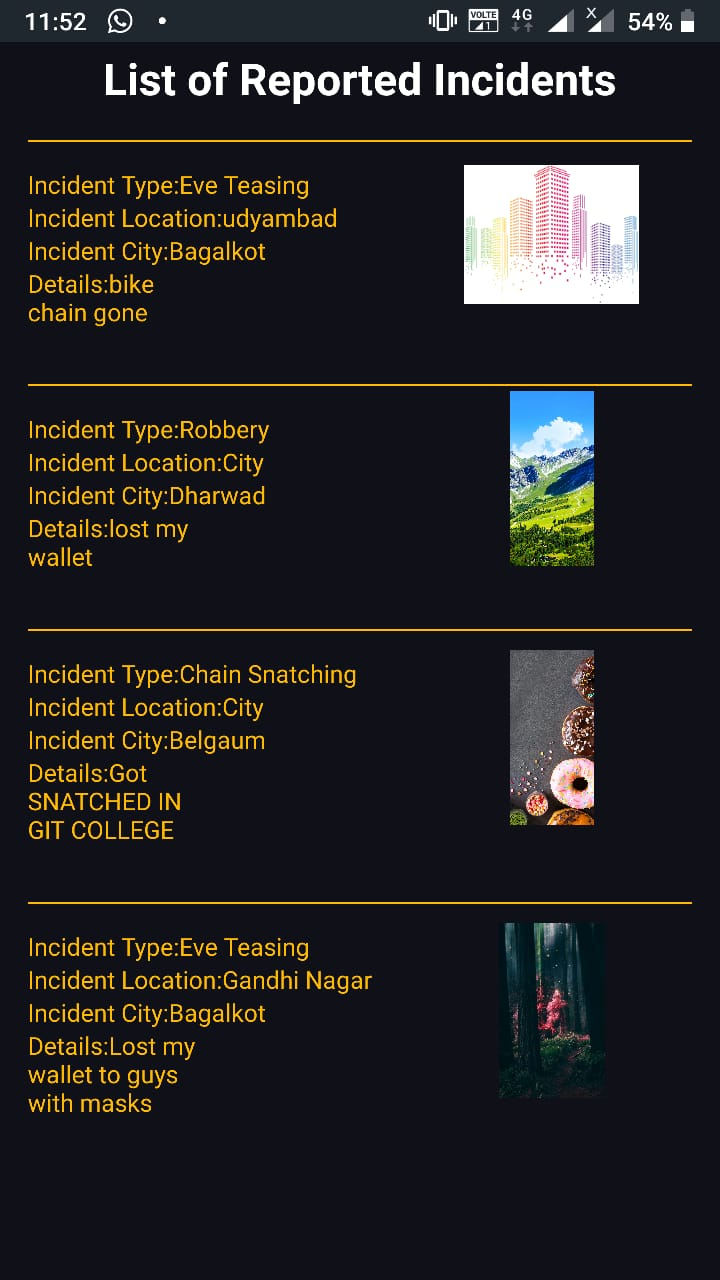 11:52 VOLTE 1 4G X 54%
List of Reported Incidents
Incident Type:Eve Teasing
Incident Location:udyambad
Incident City:Bagalkot
Details:bike
chain gone
Incident Type:Robbery
Incident Location:City
Incident City:Dharwad
Details:lost my
wallet
Incident Type:Chain Snatching
Incident Location:City
Incident City:Belgaum
Details:Got
SNATCHED IN
GIT COLLEGE
Incident Type:Eve Teasing
Incident Location:Gandhi Nagar
Incident City:Bagalkot
Details:Lost my
wallet to guys
with masks